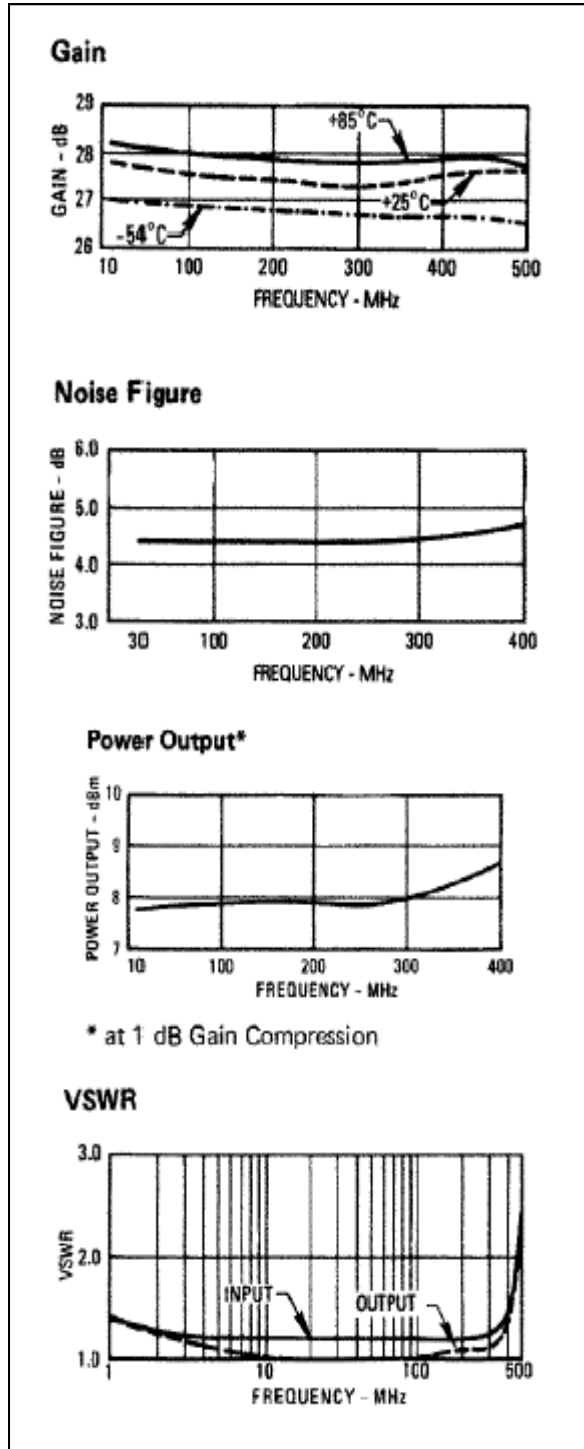 Gain
29
28
27
26
GAIN - dB
+85°C
+25°C
-54°C
10 100 200 300 400 500
FREQUENCY - MHz
Noise Figure
6.0
5.0
4.0
3.0
NOISE FIGURE - dB
30 100 200 300 400
FREQUENCY - MHz
Power Output*
10
9
8
7
POWER OUTPUT - dBm
10 100 200 300 400
FREQUENCY - MHz
* at 1 dB Gain Compression
VSWR
3.0
2.0
1.0
VSWR
INPUT
OUTPUT
1 10 100 500
FREQUENCY - MHz